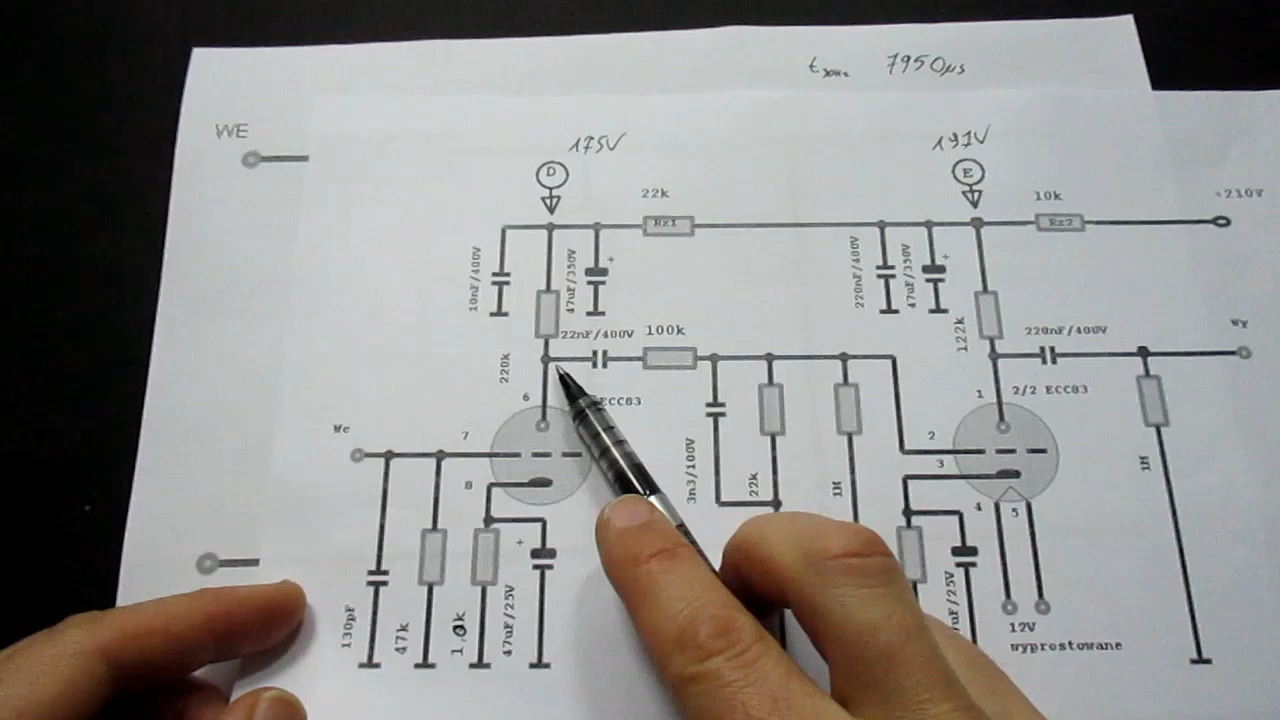 t 7950µs
WE
175V
197V
D
E
22k
10k
+210V
Rz1
Rz2
10nF/400V
47uF/350V
+
220nF/400V
47uF/350V
+
22nF/400V
100k
122k
220nF/400V
Wy
220k
6
ECC83
1
2/2 ECC83
We
7
2
3
8
3n3/100V
22k
1M
4
5
1M
+
130pF
47k
1,0k
47uF/25V
uF/25V
12V
wyprostowane